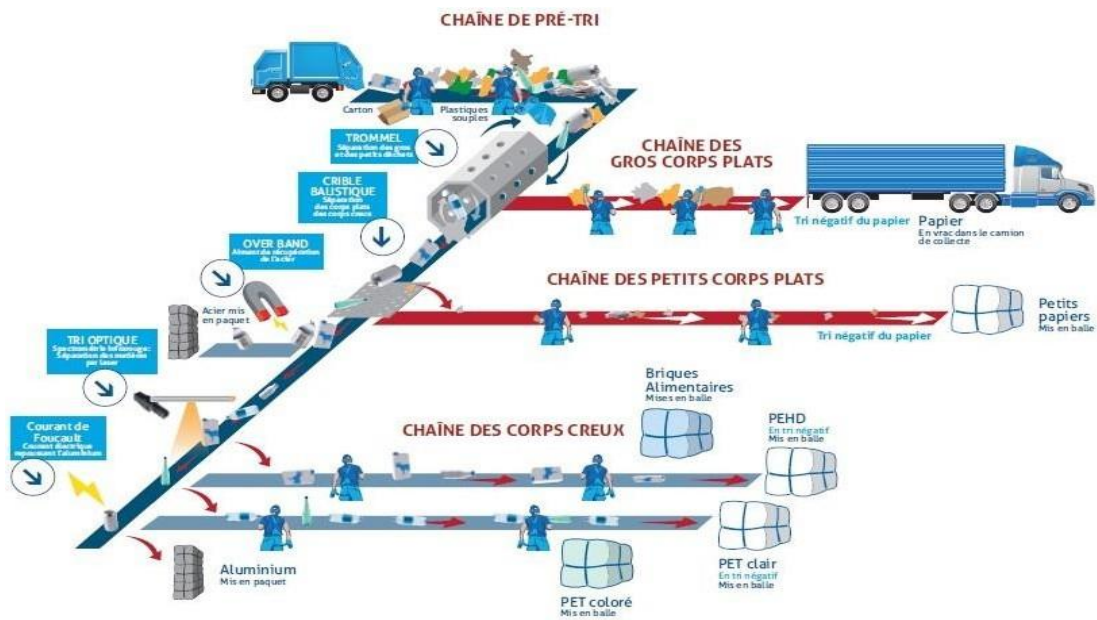 CHAÎNE DE PRÉ-TRI
Carton
Plastiques
souples
TROMMEL
Séparation des gros
et des petits déchets
CHAÎNE DES
GROS CORPS PLATS
CRIBLE
BALISTIQUE
Séparation
des corps plats
des corps creux
Tri négatif du papier
Papier
En vrac dans le camion
de collecte
OVER BAND
Aimant de récupération
de l'acier
CHAÎNE DES PETITS CORPS PLATS
Acier mis
en paquet
Petits
papiers
Mis en balle
Tri négatif du papier
TRI OPTIQUE
Séparation des matières
par laser
Briques
Alimentaires
Mises en balle
PEHD
En tri négatif
Mis en balle
Courant de
Foucault
Courant électrique
repoussant l'aluminium
CHAÎNE DES CORPS CREUX
Aluminium
Mis en paquet
PET clair
En tri négatif
Mis en balle
PET coloré
Mis en balle